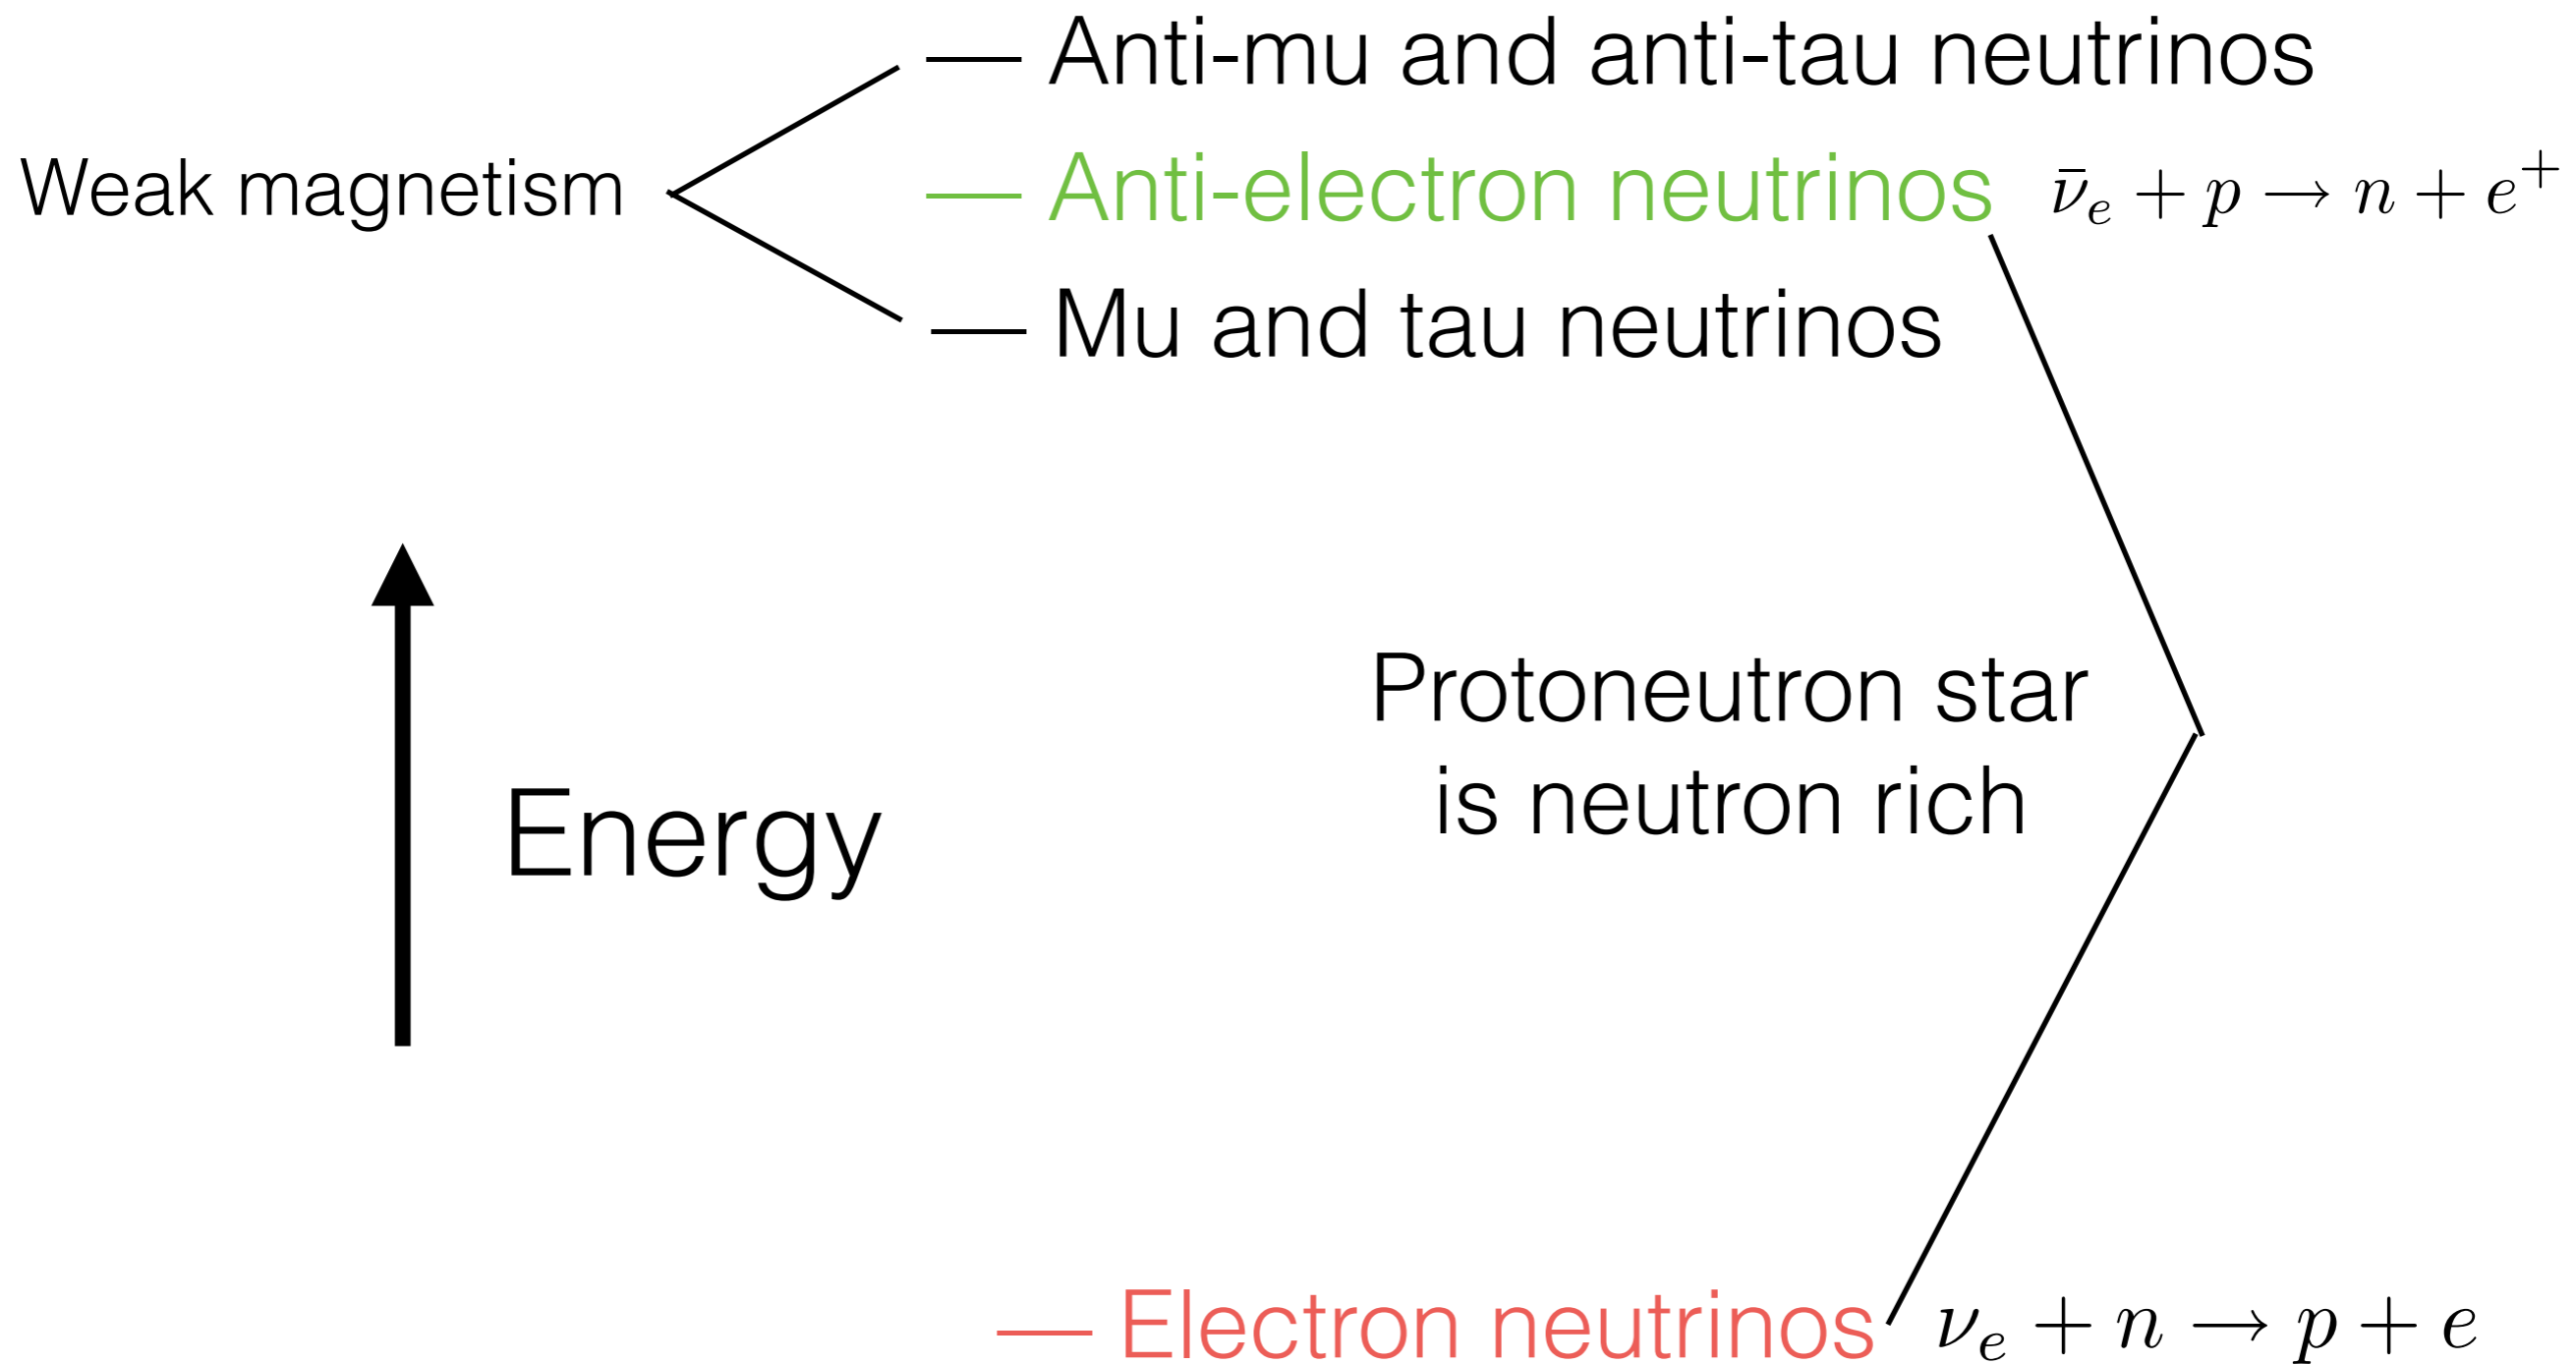 — Anti-mu and anti-tau neutrinos
Weak magnetism
— Anti-electron neutrinos
ν̄ₑ + p → n + e⁺
— Mu and tau neutrinos
Protoneutron star
is neutron rich
Energy
— Electron neutrinos
νₑ + n → p + e